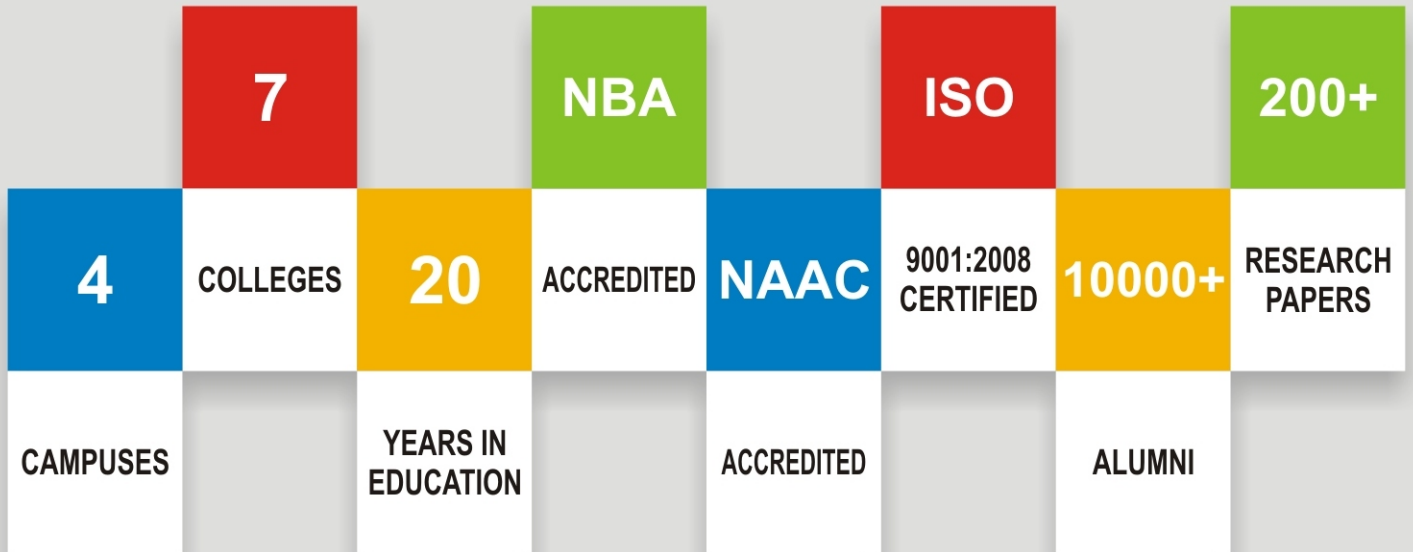 4
CAMPUSES
7
COLLEGES
20
YEARS IN
EDUCATION
NBA
ACCREDITED
NAAC
ACCREDITED
ISO
9001:2008
CERTIFIED
10000+
ALUMNI
200+
RESEARCH
PAPERS